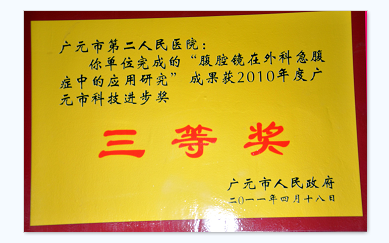 广元市第二人民医院：
你单位完成的“腹腔镜在外科急腹
症中的应用研究”成果获2010年度广
元市科技进步奖
三等奖
广元市人民政府
二〇一一年四月十八日